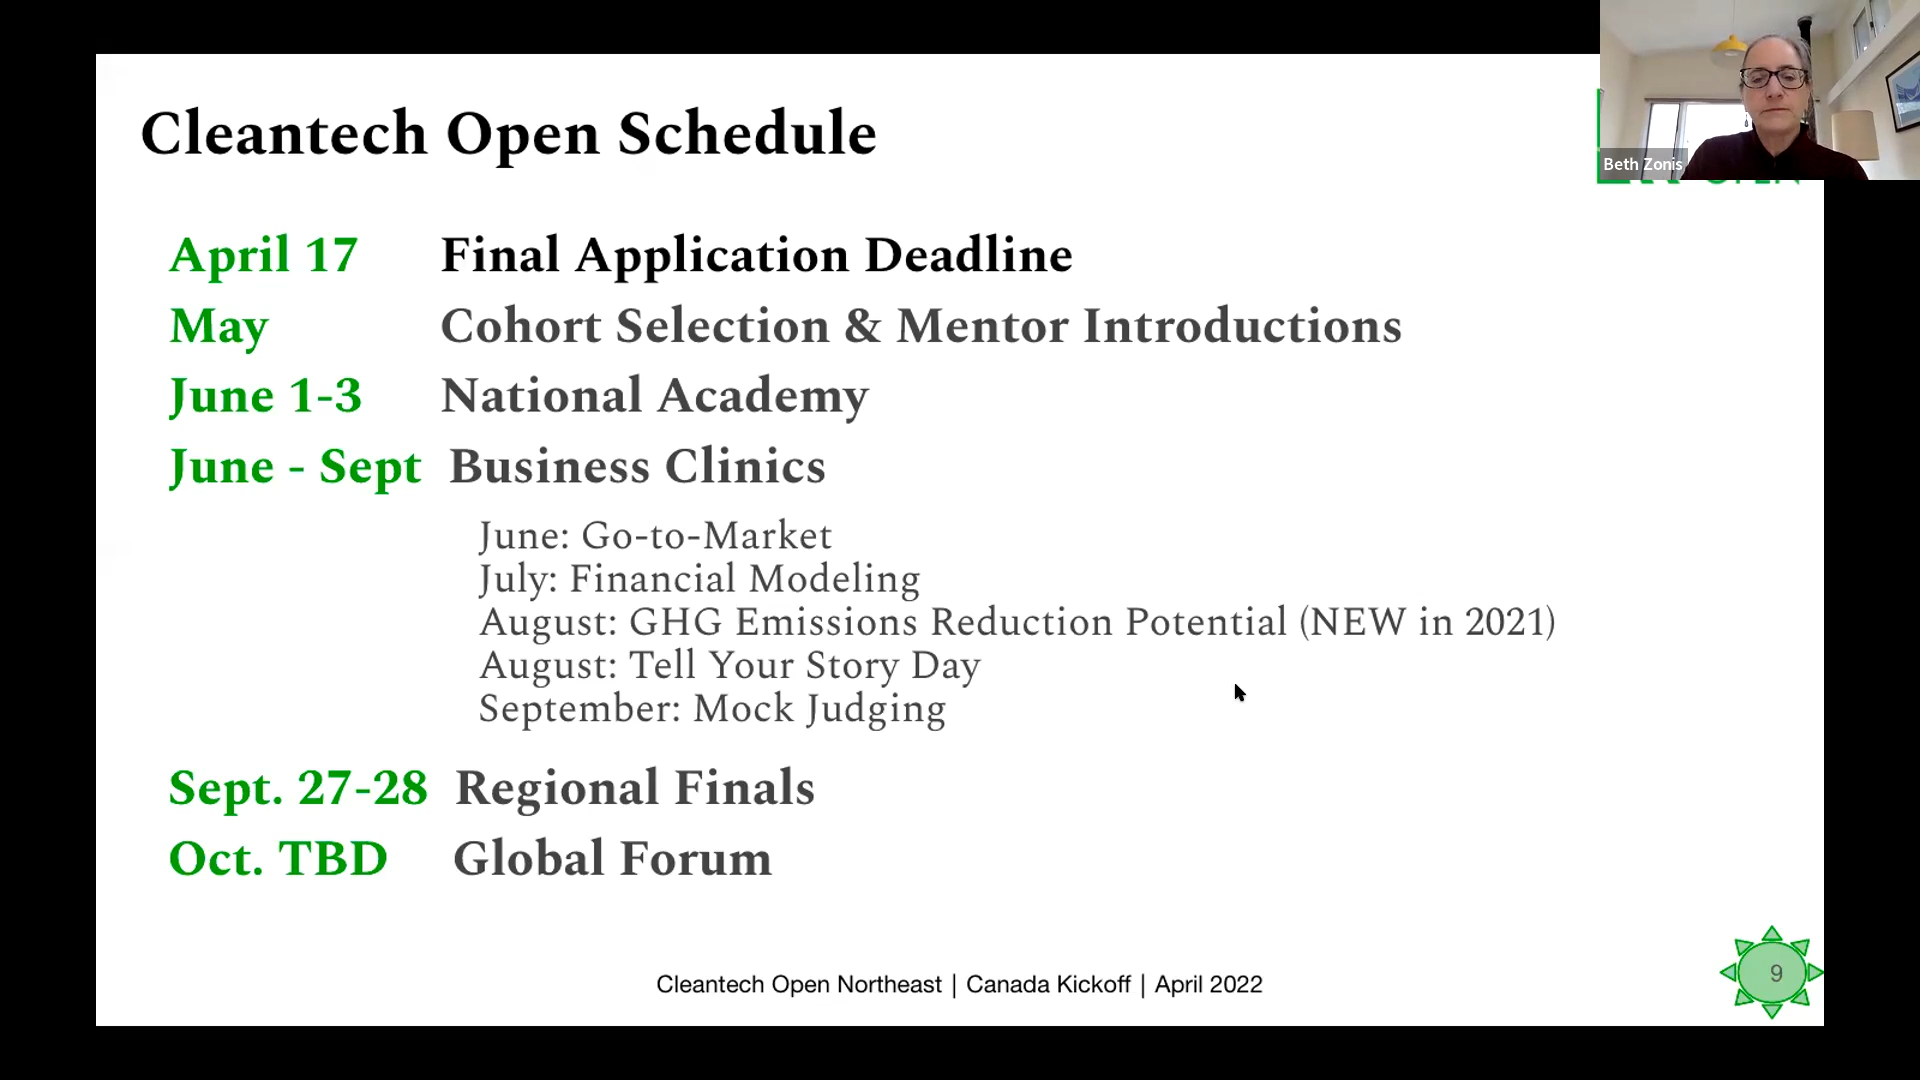 Cleantech Open Schedule
Beth Zonis
April 17 Final Application Deadline
May Cohort Selection & Mentor Introductions
June 1-3 National Academy
June - Sept Business Clinics
June: Go-to-Market
July: Financial Modeling
August: GHG Emissions Reduction Potential (NEW in 2021)
August: Tell Your Story Day
September: Mock Judging
Sept. 27-28 Regional Finals
Oct. TBD Global Forum
Cleantech Open Northeast | Canada Kickoff | April 2022
9